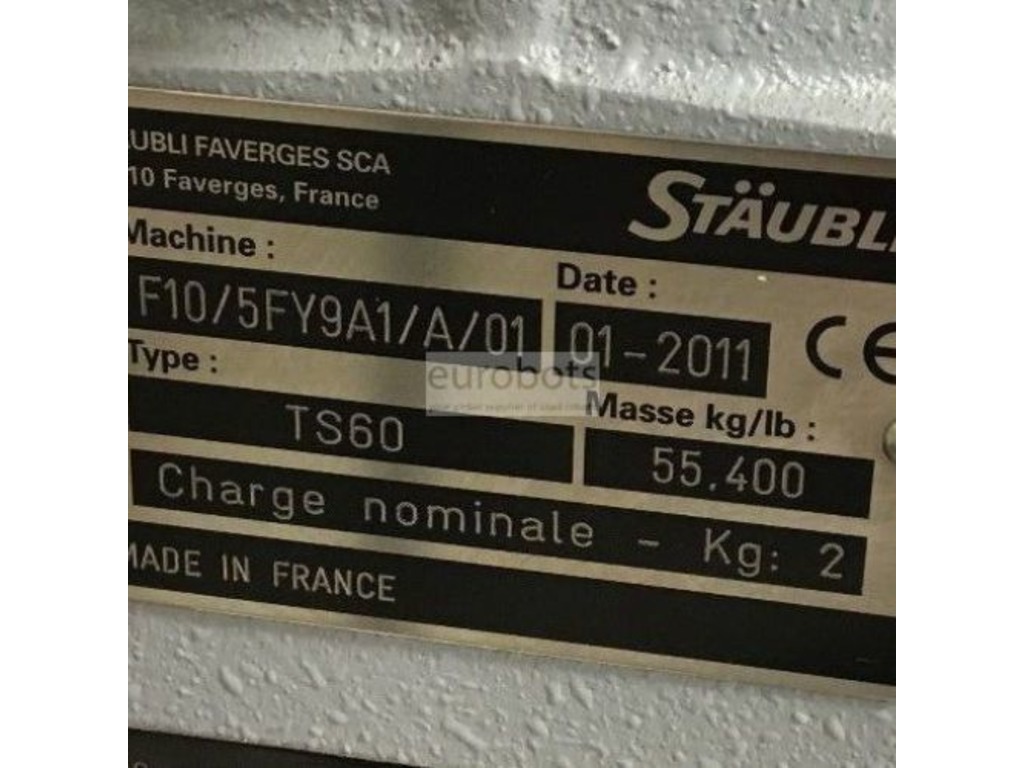 UBLI FAVERGES SCA
10 Faverges, France
STÄUBLI
Machine :
F10/5FY9A1/A/01
Date :
01-2011
CE
Type :
TS60
Masse kg/lb :
55.400
Charge nominale - Kg: 2
MADE IN FRANCE
eurobots